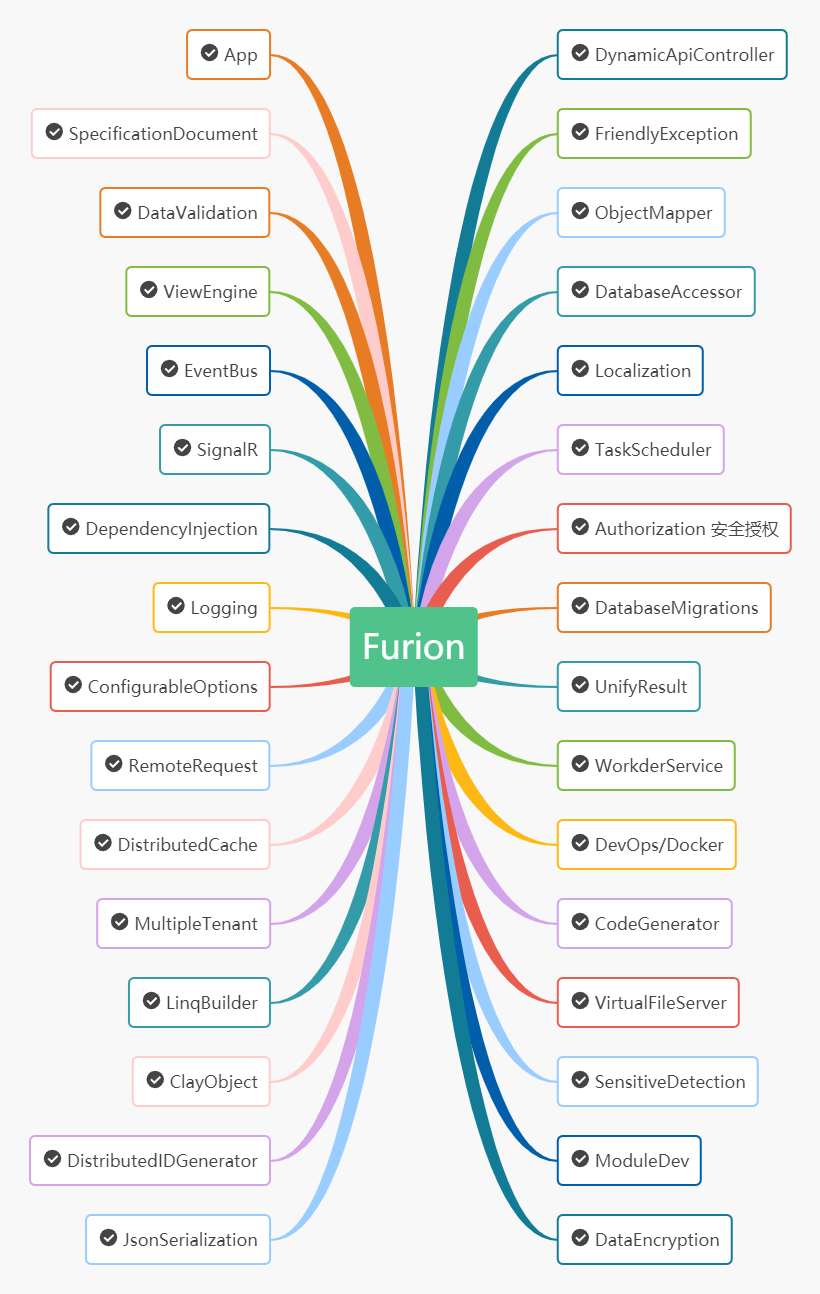 App
SpecificationDocument
DataValidation
ViewEngine
EventBus
SignalR
DependencyInjection
Logging
ConfigurableOptions
RemoteRequest
DistributedCache
MultipleTenant
LinqBuilder
ClayObject
DistributedIDGenerator
JsonSerialization
Furion
DynamicApiController
FriendlyException
ObjectMapper
DatabaseAccessor
Localization
TaskScheduler
Authorization 安全授权
DatabaseMigrations
UnifyResult
WorkderService
DevOps/Docker
CodeGenerator
VirtualFileServer
SensitiveDetection
ModuleDev
DataEncryption